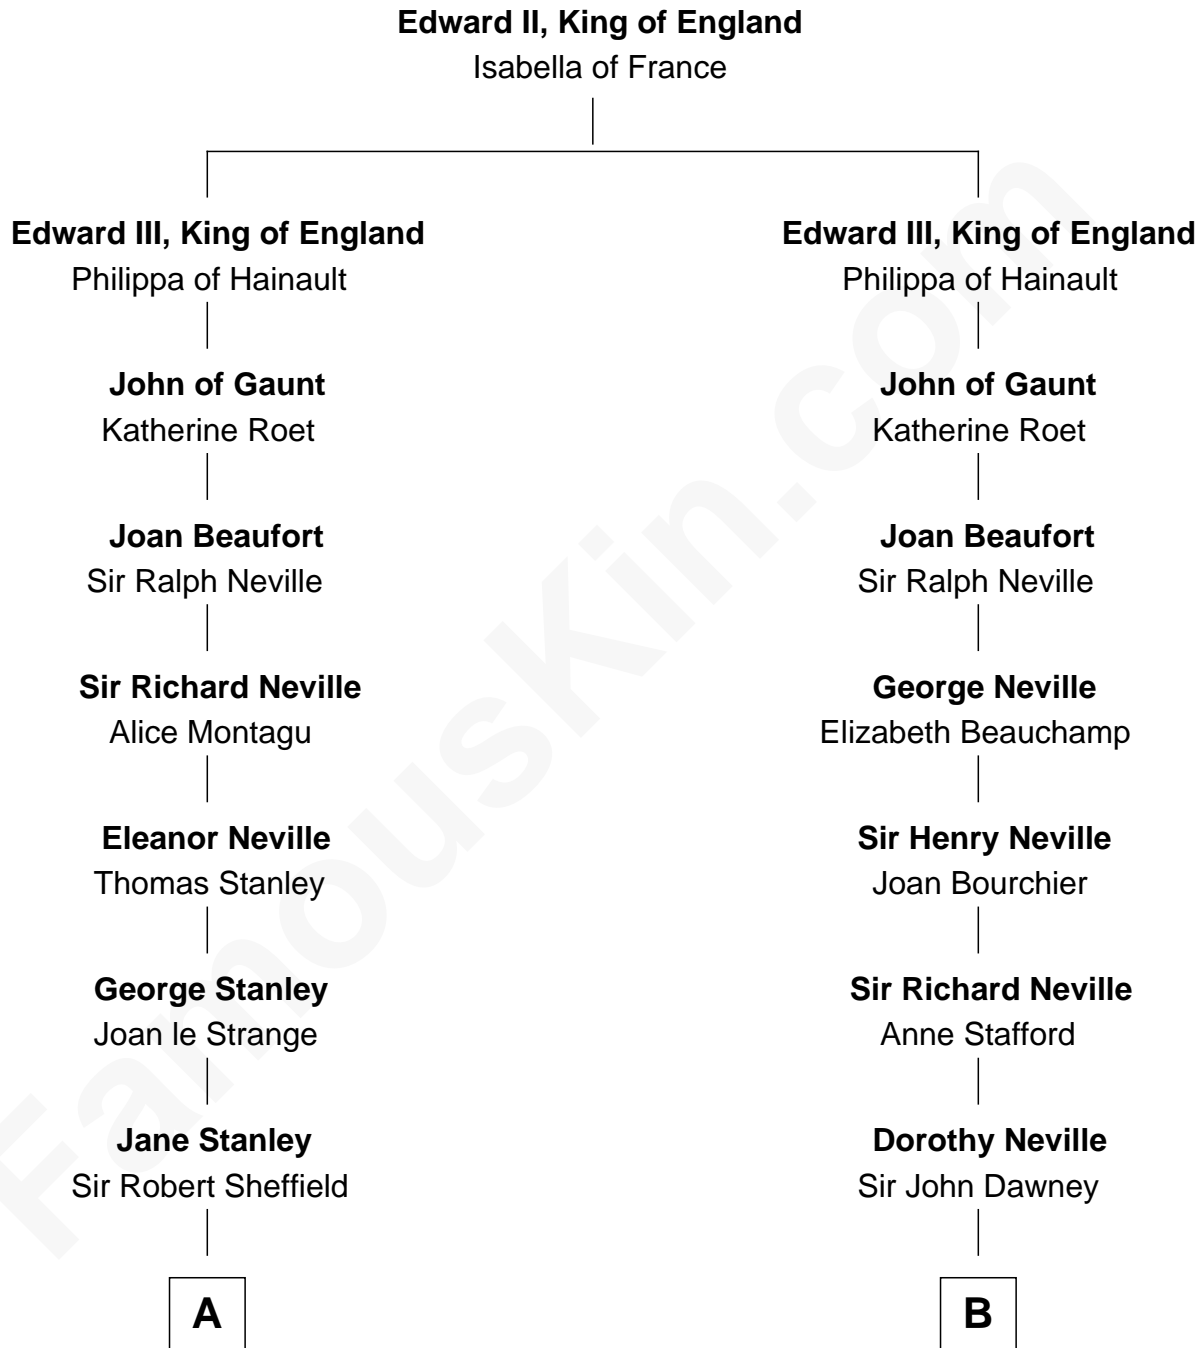 Edward II, King of England
Isabella of France
Edward III, King of England
Philippa of Hainault
John of Gaunt
Katherine Roet
Joan Beaufort
Sir Ralph Neville
Sir Richard Neville
Alice Montagu
Eleanor Neville
Thomas Stanley
George Stanley
Joan le Strange
Jane Stanley
Sir Robert Sheffield
A
Edward III, King of England
Philippa of Hainault
John of Gaunt
Katherine Roet
Joan Beaufort
Sir Ralph Neville
George Neville
Elizabeth Beauchamp
Sir Henry Neville
Joan Bourchier
Sir Richard Neville
Anne Stafford
Dorothy Neville
Sir John Dawney
B
FamousKin.com